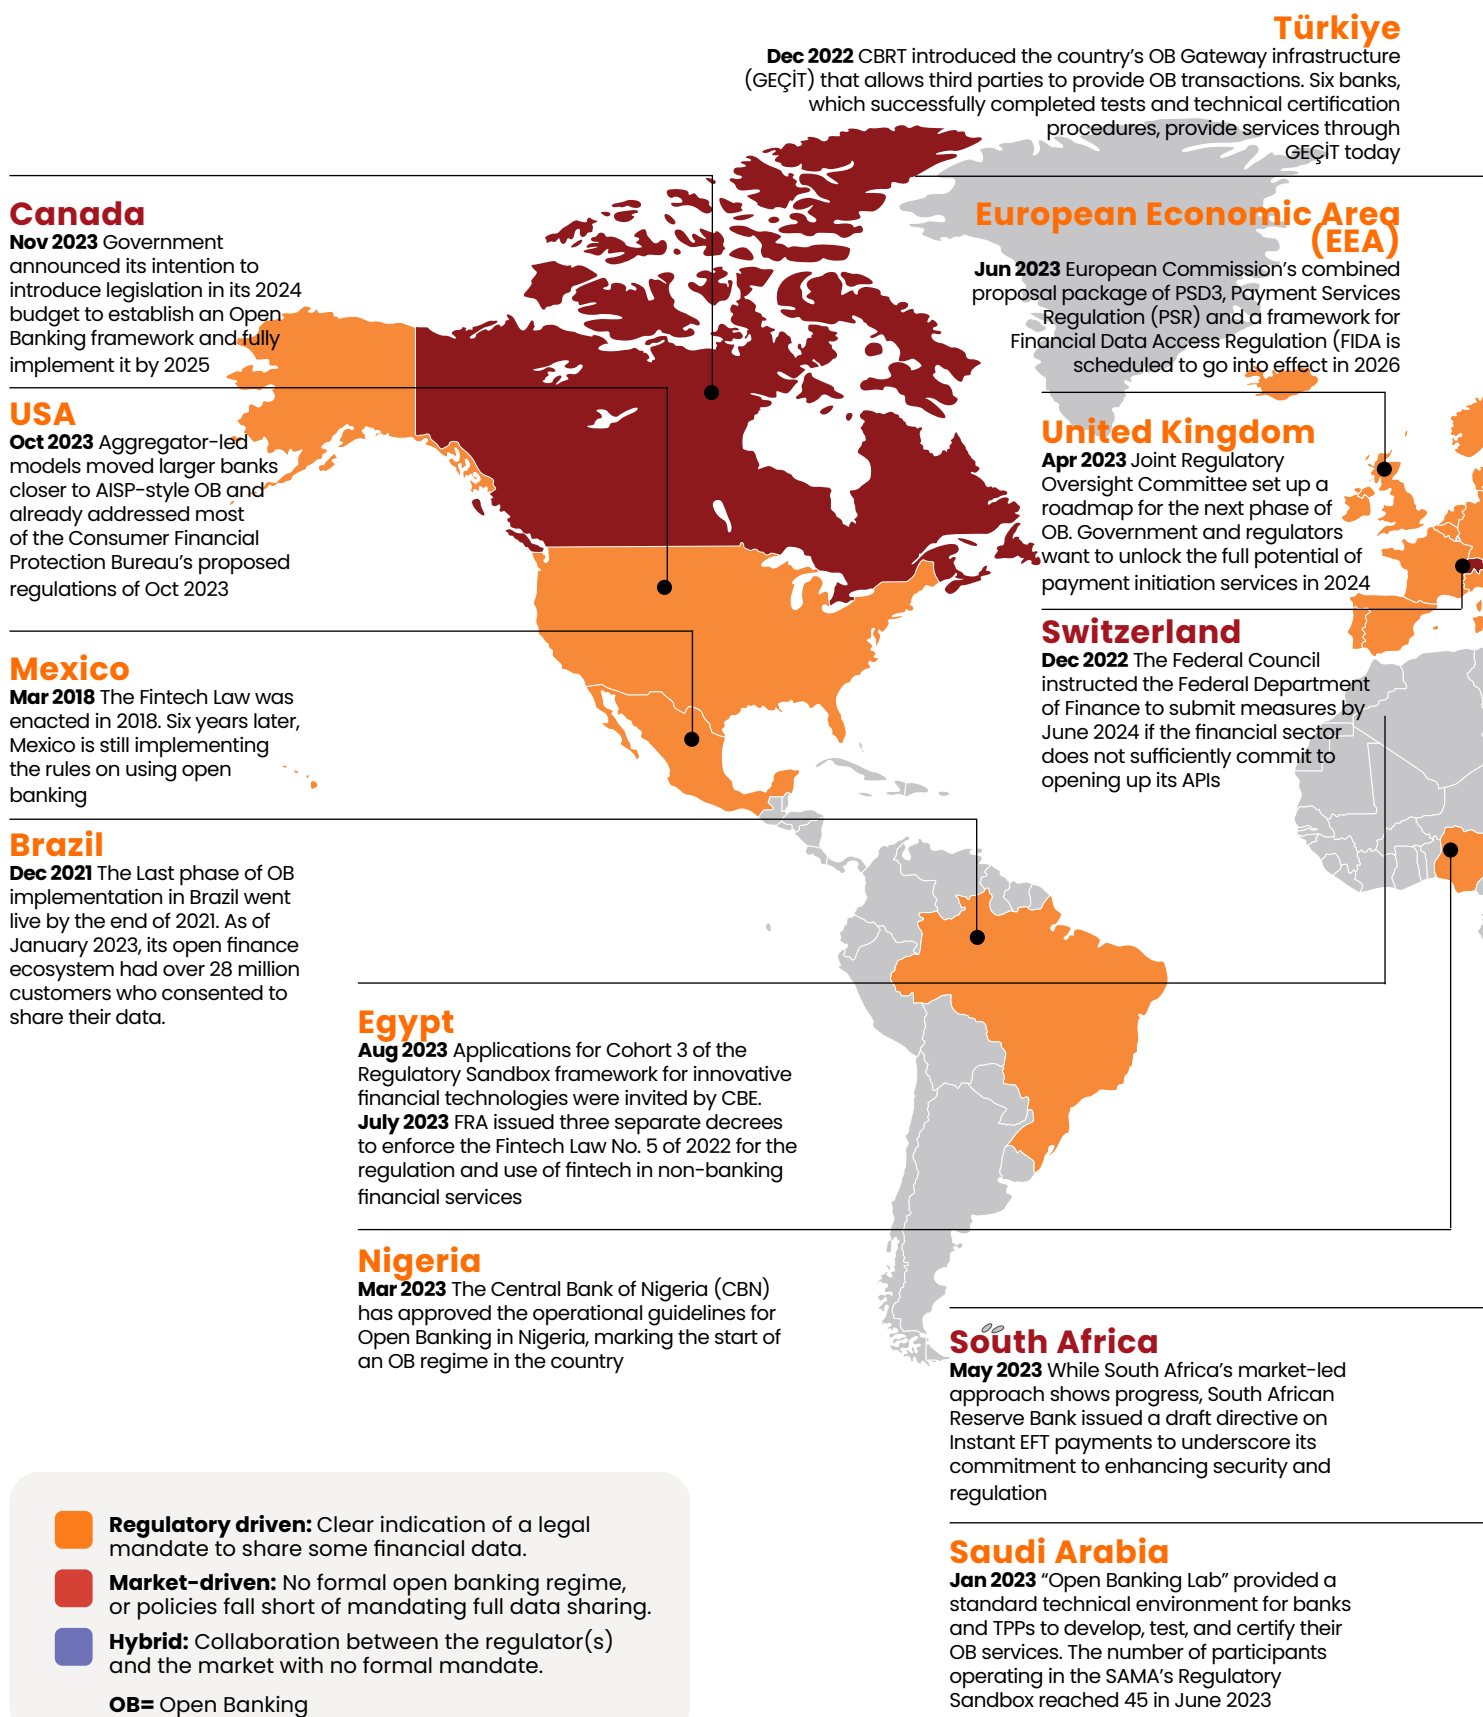 Türkiye
Dec 2022 CBRT introduced the country's OB Gateway infrastructure
(GEÇİT) that allows third parties to provide OB transactions. Six banks,
which successfully completed tests and technical certification
procedures, provide services through
GEÇİT today
Canada
Nov 2023 Government
announced its intention to
introduce legislation in its 2024
budget to establish an Open
Banking framework and fully
implement it by 2025
European Economic Area
(EEA)
Jun 2023 European Commission's combined
proposal package of PSD3, Payment Services
Regulation (PSR) and a framework for
Financial Data Access Regulation (FIDA is
scheduled to go into effect in 2026
USA
Oct 2023 Aggregator-led
models moved larger banks
closer to AISP-style OB and
already addressed most
of the Consumer Financial
Protection Bureau's proposed
regulations of Oct 2023
United Kingdom
Apr 2023 Joint Regulatory
Oversight Committee set up a
roadmap for the next phase of
OB. Government and regulators
want to unlock the full potential of
payment initiation services in 2024
Mexico
Mar 2018 The Fintech Law was
enacted in 2018. Six years later,
Mexico is still implementing
the rules on using open
banking
Switzerland
Dec 2022 The Federal Council
instructed the Federal Department
of Finance to submit measures by
June 2024 if the financial sector
does not sufficiently commit to
opening up its APIs
Brazil
Dec 2021 The Last phase of OB
implementation in Brazil went
live by the end of 2021. As of
January 2023, its open finance
ecosystem had over 28 million
customers who consented to
share their data.
Egypt
Aug 2023 Applications for Cohort 3 of the
Regulatory Sandbox framework for innovative
financial technologies were invited by CBE.
July 2023 FRA issued three separate decrees
to enforce the Fintech Law No. 5 of 2022 for the
regulation and use of fintech in non-banking
financial services
Nigeria
Mar 2023 The Central Bank of Nigeria (CBN)
has approved the operational guidelines for
Open Banking in Nigeria, marking the start of
an OB regime in the country
South Africa
May 2023 While South Africa's market-led
approach shows progress, South African
Reserve Bank issued a draft directive on
Instant EFT payments to underscore its
commitment to enhancing security and
regulation
Saudi Arabia
Jan 2023 “Open Banking Lab” provided a
standard technical environment for banks
and TPPs to develop, test, and certify their
OB services. The number of participants
operating in the SAMA's Regulatory
Sandbox reached 45 in June 2023
Regulatory driven: Clear indication of a legal
mandate to share some financial data.
Market-driven: No formal open banking regime,
or policies fall short of mandating full data sharing.
Hybrid: Collaboration between the regulator(s)
and the market with no formal mandate.
OB= Open Banking